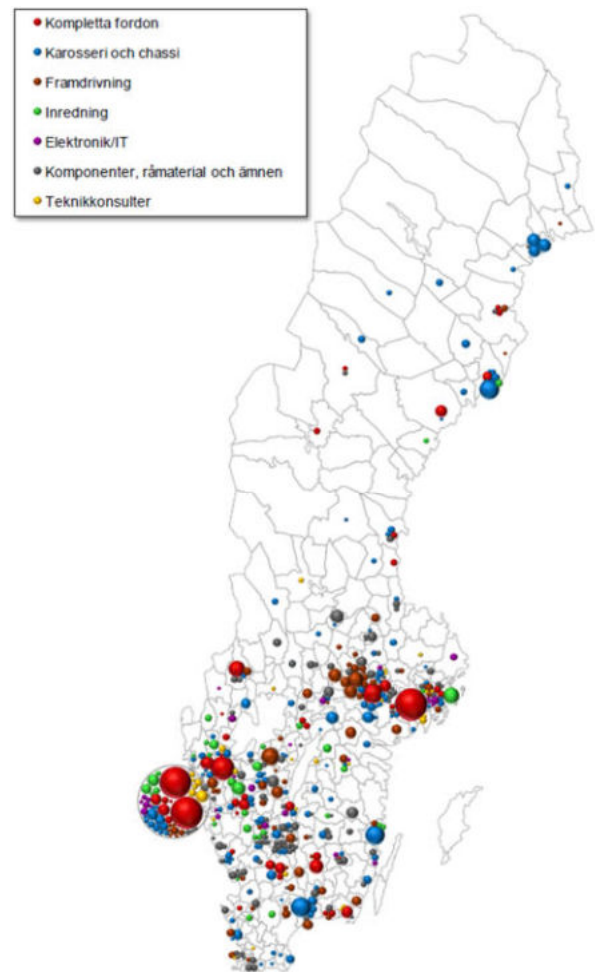 Kompletta fordon
Karosseri och chassi
Framdrivning
Inredning
Elektronik/IT
Komponenter, råmaterial och ämnen
Teknikkonsulter